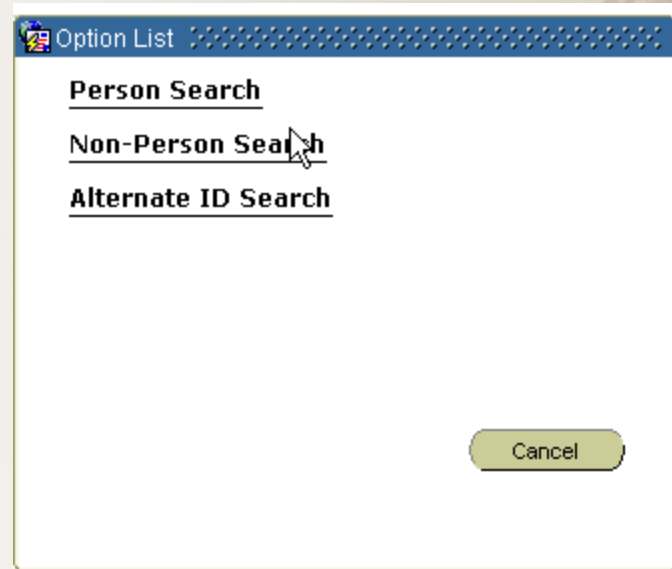 Option List
Person Search
Non-Person Search
Alternate ID Search
Cancel